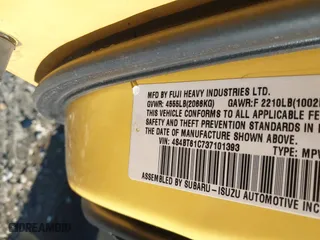 MFD BY FUJI HEAVY INDUSTRIES LTD.
GVWR: 4555LB(2066KG) GAWR:F 2210LB(1002
THIS VEHICLE CONFORMS TO ALL APPLICABLE FE
SAFETY AND THEFT PREVENTION STANDARDS IN
THE DATE OF MANUFACTURE SHOWN ABOVE.
VIN: 4S4BT61C737101393 TYPE: MPV
ASSEMBLED BY SUBARU-ISUZU AUTOMOTIVE INC
© DREAMBID